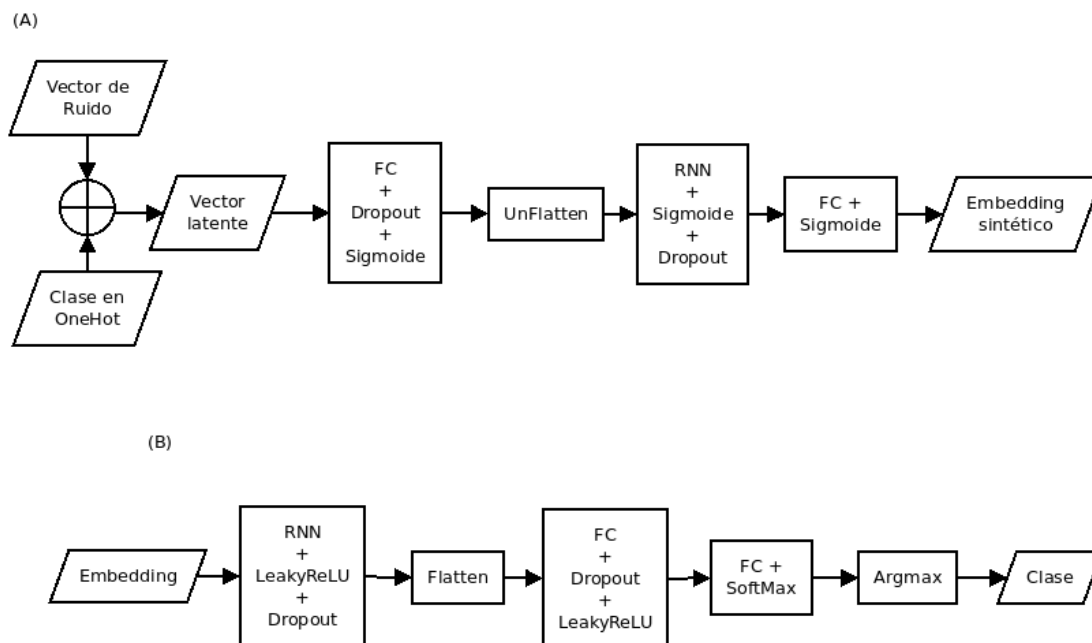 (A)
Vector de
Ruido
Clase en
OneHot
Vector
latente
FC
+
Dropout
+
Sigmoide
UnFlatten
RNN
+
Sigmoide
+
Dropout
FC +
Sigmoide
Embedding
sintético
(B)
Embedding
RNN
+
LeakyReLU
+
Dropout
Flatten
FC
+
Dropout
+
LeakyReLU
FC +
SoftMax
Argmax
Clase